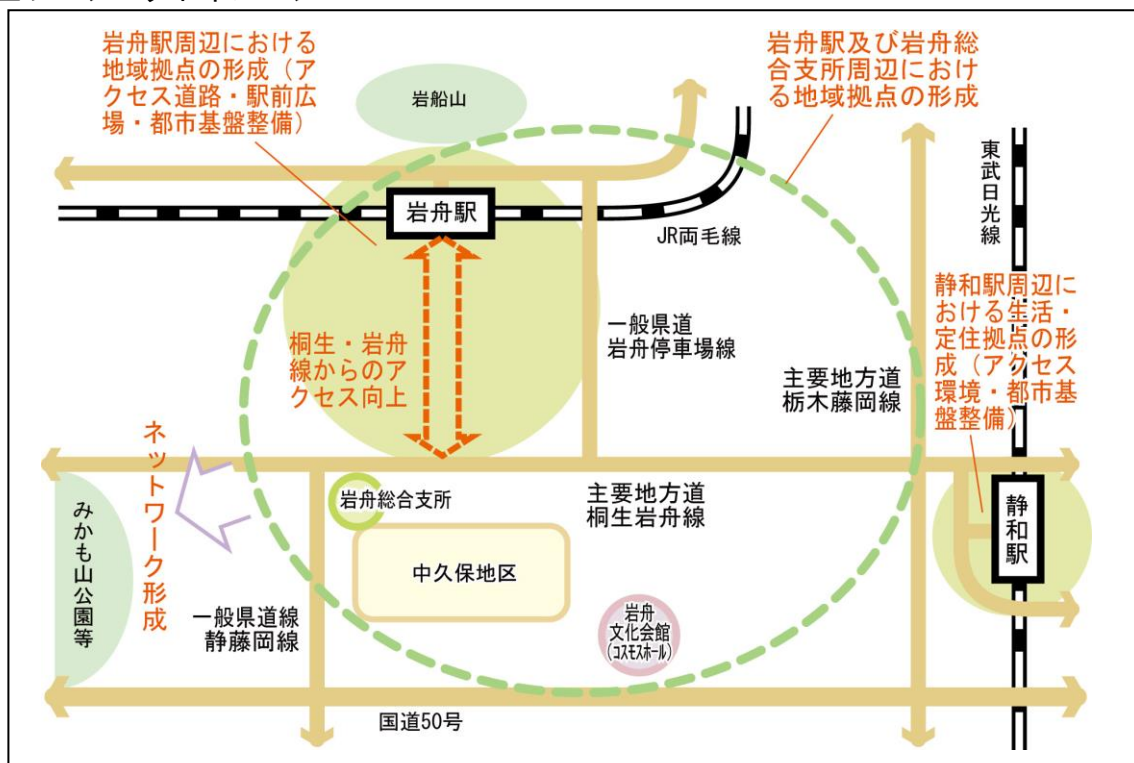 岩舟駅周辺における
地域拠点の形成（ア
クセス道路・駅前広
場・都市基盤整備）
岩船山
岩舟駅及び岩舟総
合支所周辺におけ
る地域拠点の形成
東武日光線
岩舟駅
JR両毛線
静和駅周辺に
おける生活・
定住拠点の形
成（アクセス
環境・都市基
盤整備）
一般県道
岩舟停車場線
桐生・岩舟
線からのア
クセス向上
主要地方道
栃木藤岡線
ネットワーク形成
みかも山公園等
岩舟総合支所
主要地方道
桐生岩舟線
静和駅
中久保地区
一般県道線
静藤岡線
岩舟
文化会館
(コスモスホール)
国道50号